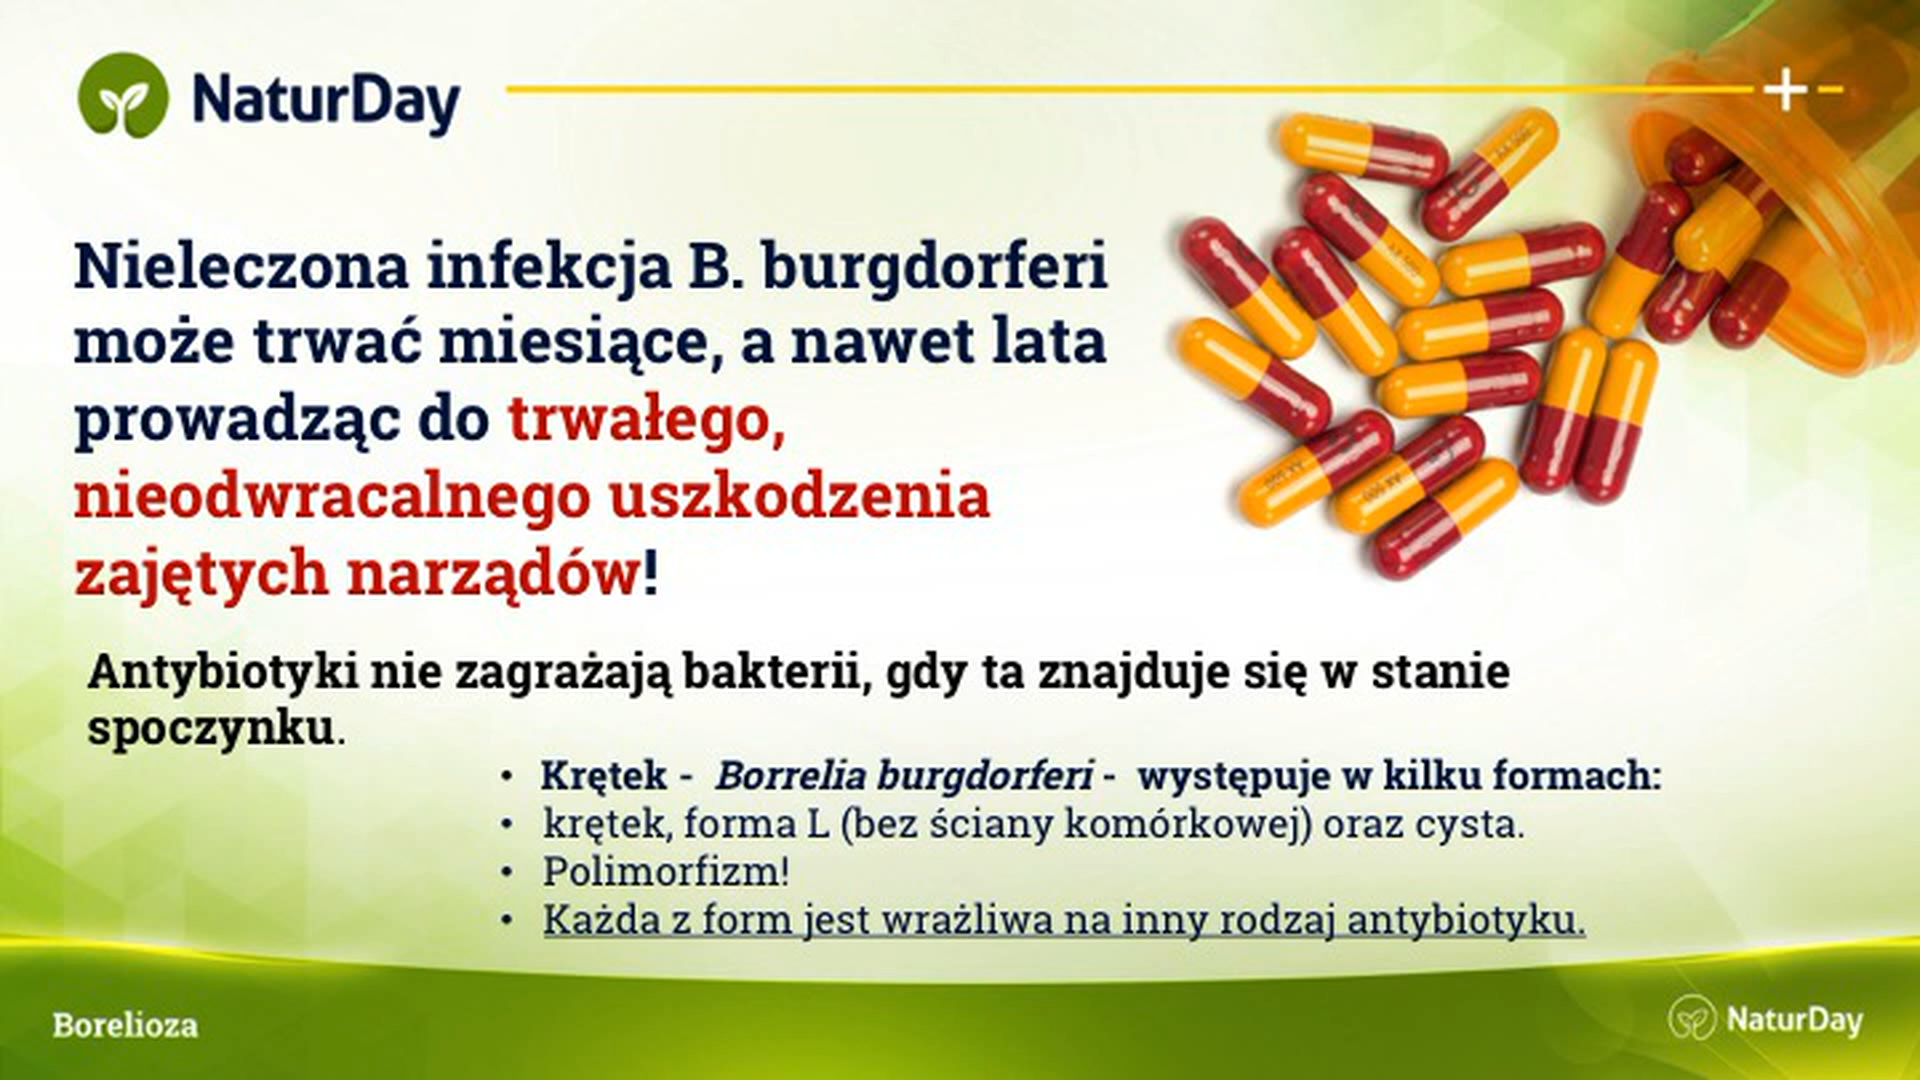 NaturDay
Nieleczona infekcja B. burgdorferi
może trwać miesiące, a nawet lata
prowadząc do trwałego,
nieodwracalnego uszkodzenia
zajętych narządów!
Antybiotyki nie zagrażają bakterii, gdy ta znajduje się w stanie
spoczynku.
• Krętek - Borrelia burgdorferi - występuje w kilku formach:
• krętek, forma L (bez ściany komórkowej) oraz cysta.
• Polimorfizm!
• Każda z form jest wrażliwa na inny rodzaj antybiotyku.
Borelioza
NaturDay